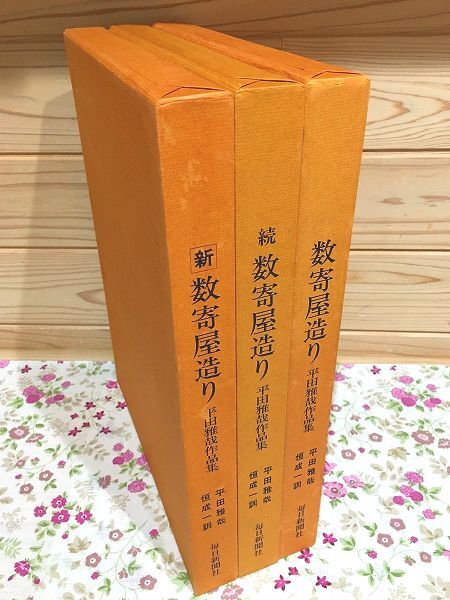 数寄屋造り
平田雅哉作品集
平田雅哉
恒成一訓
毎日新聞社
続
数寄屋造り
平田雅哉作品集
平田雅哉
恒成一訓
毎日新聞社
新
数寄屋造り
平田雅哉作品集
平田雅哉
恒成一訓
毎日新聞社